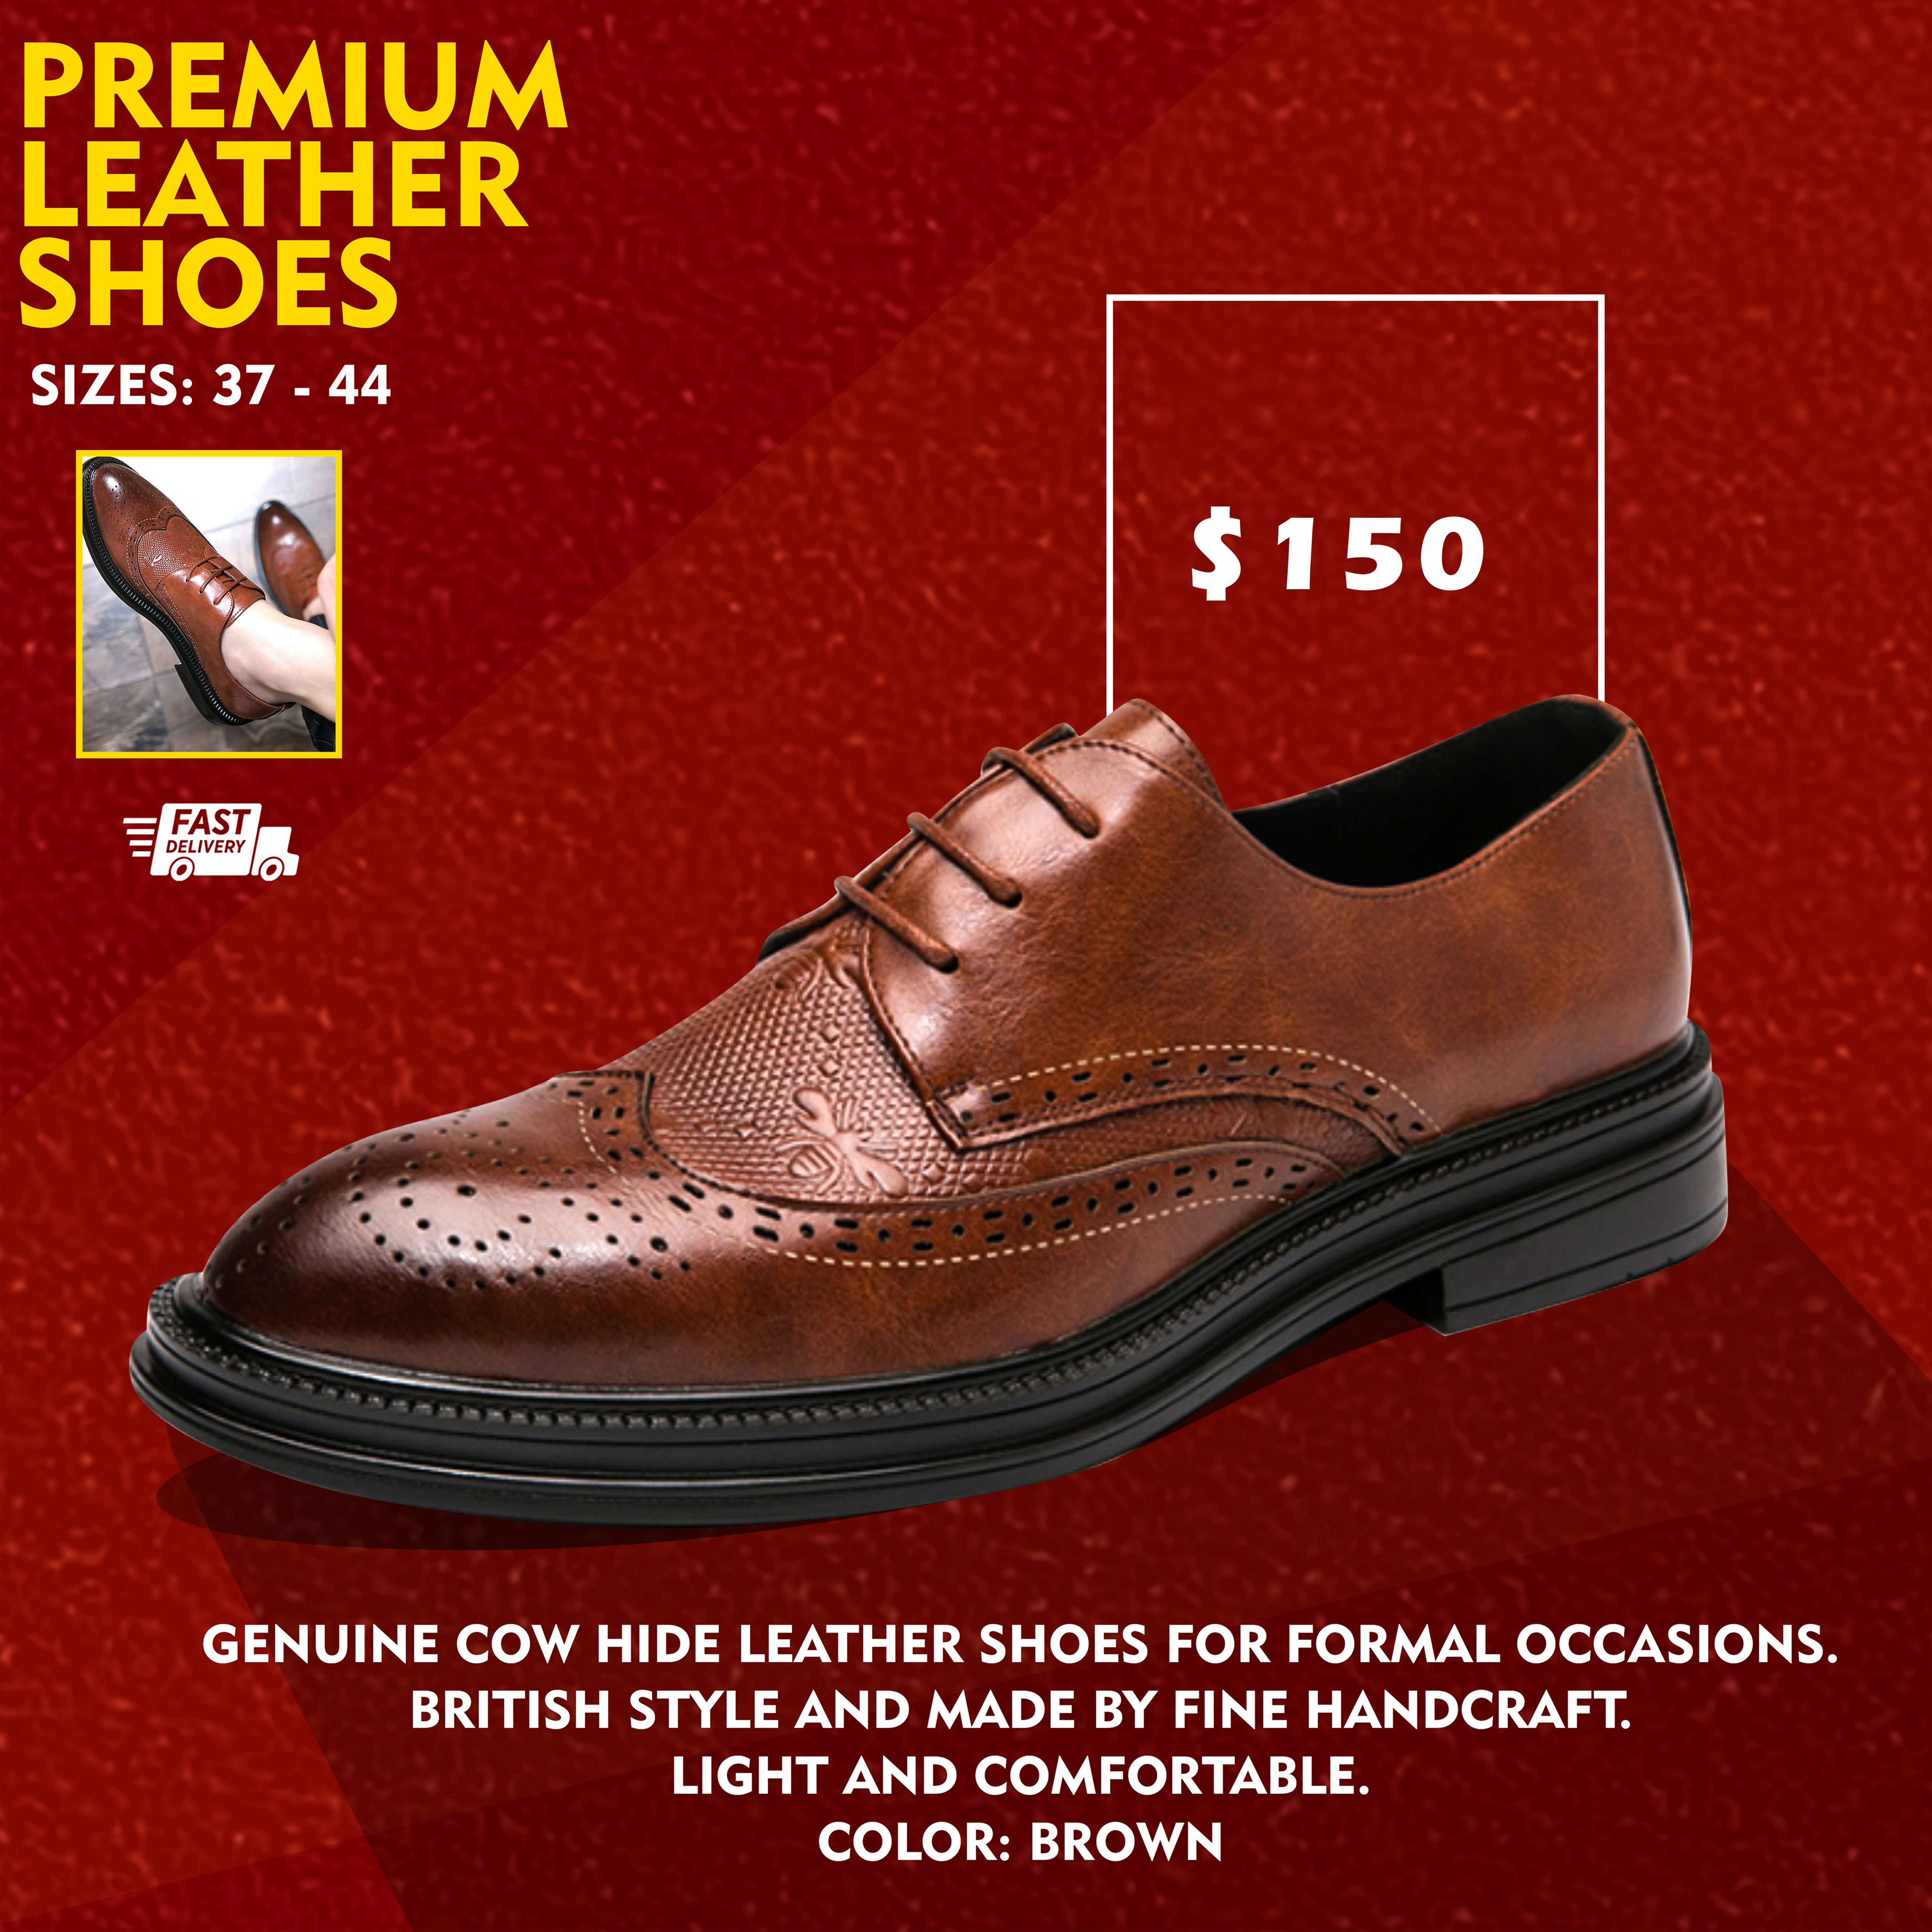 PREMIUM
LEATHER
SHOES
SIZES: 37 - 44
$150
FAST
DELIVERY
GENUINE COW HIDE LEATHER SHOES FOR FORMAL OCCASIONS.
BRITISH STYLE AND MADE BY FINE HANDCRAFT.
LIGHT AND COMFORTABLE.
COLOR: BROWN